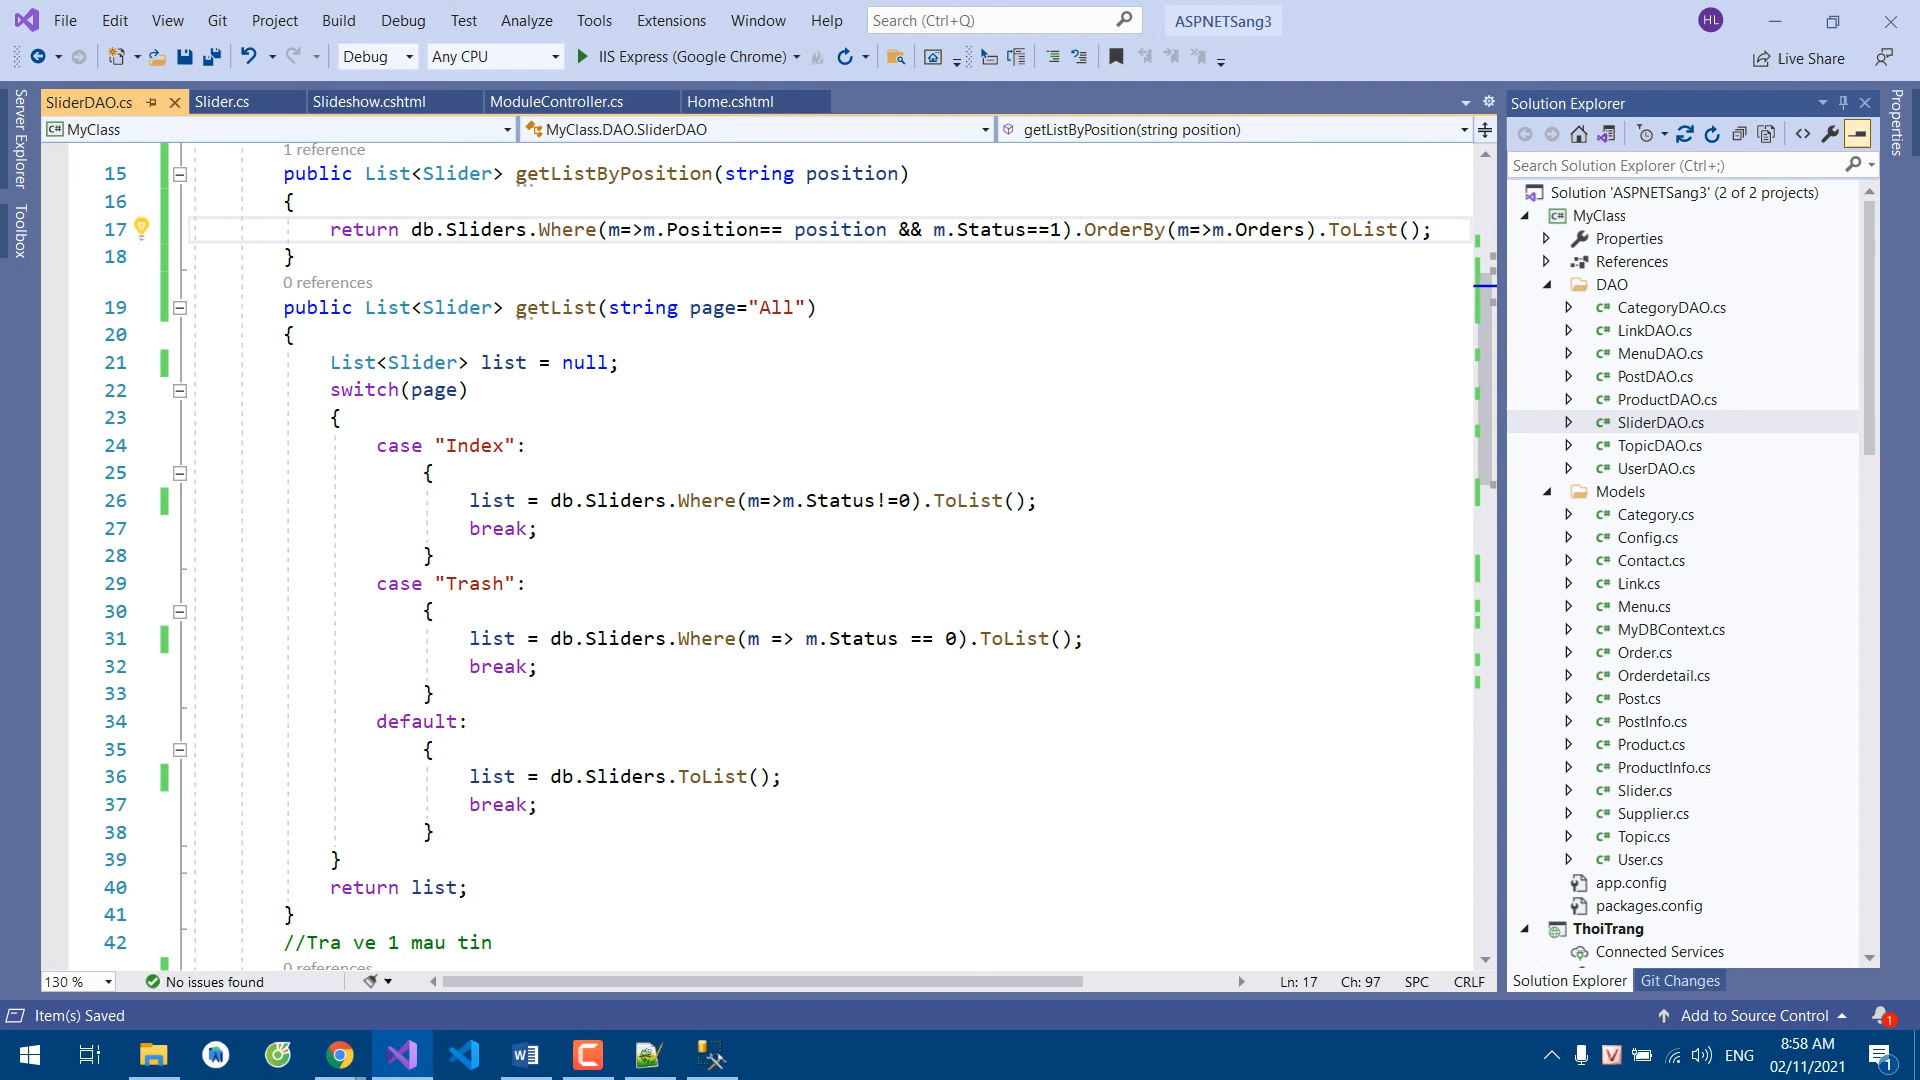 File Edit View Git Project Build Debug Test Analyze Tools Extensions Window Help Search (Ctrl+Q) ASPNETSang3 HL
Debug Any CPU IIS Express (Google Chrome) Live Share
SliderDAO.cs Slider.cs Slideshow.cshtml ModuleController.cs Home.cshtml
MyClass MyClass.DAO.SliderDAO getListByPosition(string position)
Server Explorer
Toolbox
1 reference
15 public List<Slider> getListByPosition(string position)
16 {
17 return db.Sliders.Where(m=>m.Position== position && m.Status==1).OrderBy(m=>m.Orders).ToList();
18 }
0 references
19 public List<Slider> getList(string page="All")
20 {
21 List<Slider> list = null;
22 switch(page)
23 {
24 case "Index":
25 {
26 list = db.Sliders.Where(m=>m.Status!=0).ToList();
27 break;
28 }
29 case "Trash":
30 {
31 list = db.Sliders.Where(m => m.Status == 0).ToList();
32 break;
33 }
34 default:
35 {
36 list = db.Sliders.ToList();
37 break;
38 }
39 }
40 return list;
41 }
42 //Tra ve 1 mau tin
0 references
130 % No issues found Ln: 17 Ch: 97 SPC CRLF
Solution Explorer
Search Solution Explorer (Ctrl+;)
Solution 'ASPNETSang3' (2 of 2 projects)
MyClass
Properties
References
DAO
CategoryDAO.cs
LinkDAO.cs
MenuDAO.cs
PostDAO.cs
ProductDAO.cs
SliderDAO.cs
TopicDAO.cs
UserDAO.cs
Models
Category.cs
Config.cs
Contact.cs
Link.cs
Menu.cs
MyDBContext.cs
Order.cs
Orderdetail.cs
Post.cs
PostInfo.cs
Product.cs
ProductInfo.cs
Slider.cs
Supplier.cs
Topic.cs
User.cs
app.config
packages.config
ThoiTrang
Connected Services
Solution Explorer Git Changes
Properties
Item(s) Saved Add to Source Control 1
ENG 8:58 AM
02/11/2021 1